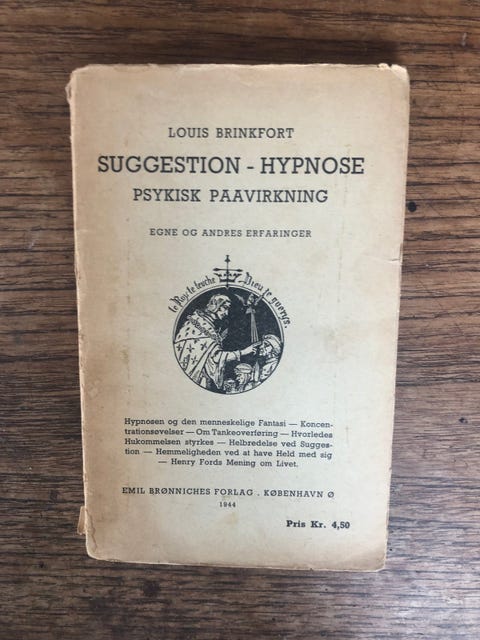 LOUIS BRINKFORT
SUGGESTION - HYPNOSE
PSYKISK PAAVIRKNING
EGNE OG ANDRES ERFARINGER
le Roy te touche Dieu te guerys.
Hypnosen og den menneskelige Fantasi — Koncen-
trationsøvelser — Om Tankeoverføring — Hvorledes
Hukommelsen styrkes — Helbredelse ved Sugges-
tion — Hemmeligheden ved at have Held med sig
— Henry Fords Mening om Livet.
EMIL BRØNNICHES FORLAG . KØBENHAVN Ø
1944
Pris Kr. 4,50